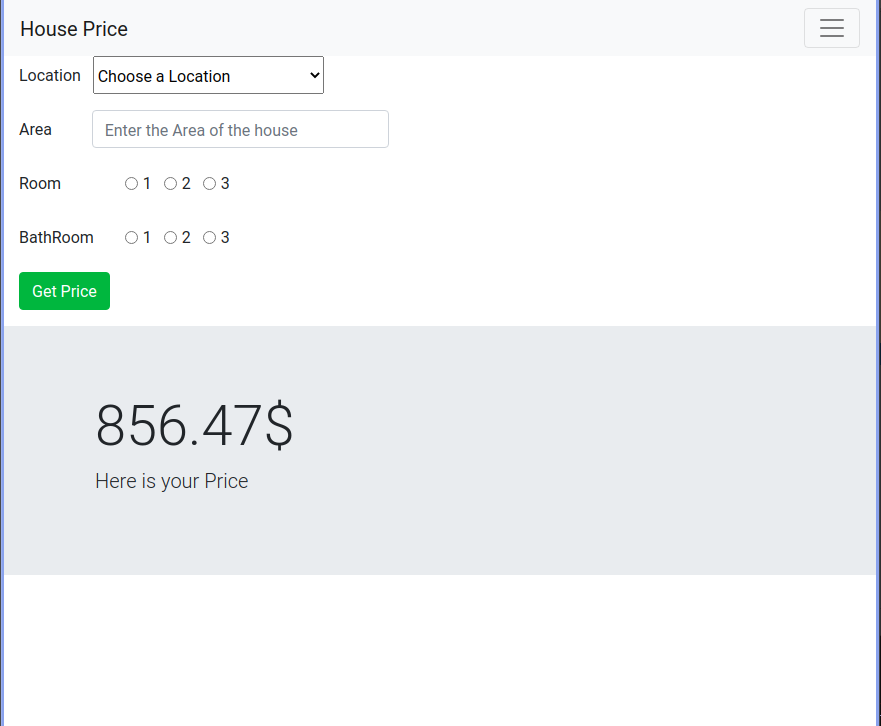 House Price
Location Choose a Location
Area Enter the Area of the house
Room 1 2 3
BathRoom 1 2 3
Get Price
856.47$
Here is your Price